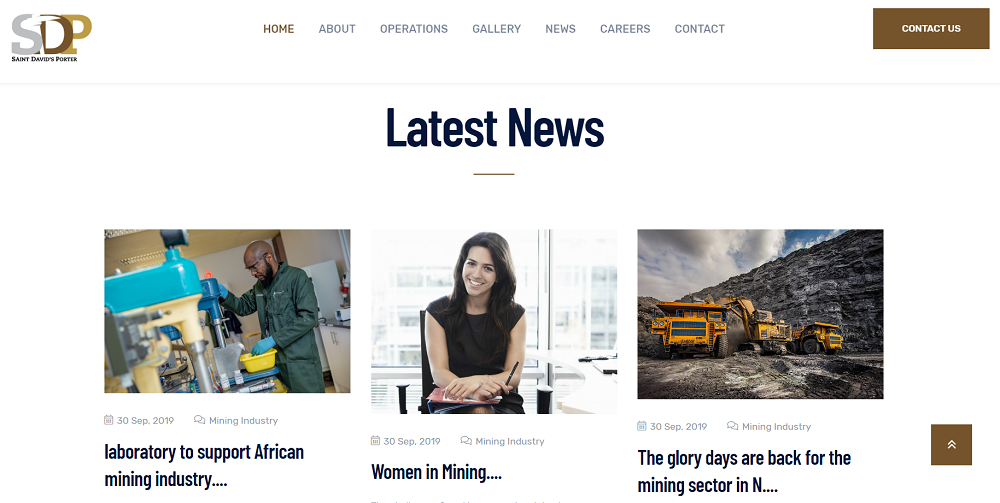 SDP
SAINT DAVID'S PORTER
HOME ABOUT OPERATIONS GALLERY NEWS CAREERS CONTACT
CONTACT US
Latest News
30 Sep, 2019 Mining Industry
laboratory to support African
mining industry....
30 Sep, 2019 Mining Industry
Women in Mining....
30 Sep, 2019 Mining Industry
The glory days are back for the
mining sector in N....